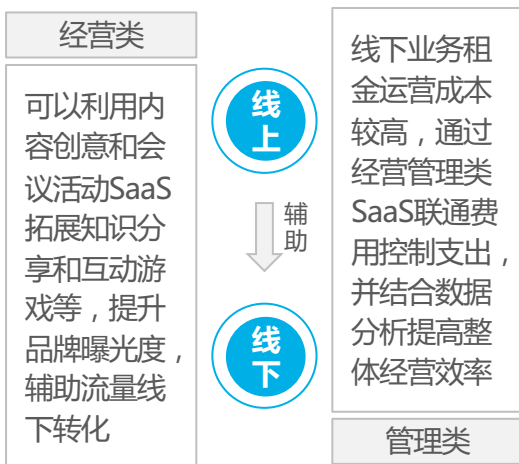 经营类
可以利用内
容创意和会
议活动SaaS
拓展知识分
享和互动游
戏等，提升
品牌曝光度，
辅助流量线
下转化
线
上
辅
助
线
下
线下业务租
金运营成本
较高，通过
经营管理类
SaaS联通费
用控制支出，
并结合数据
分析提高整
体经营效率
管理类